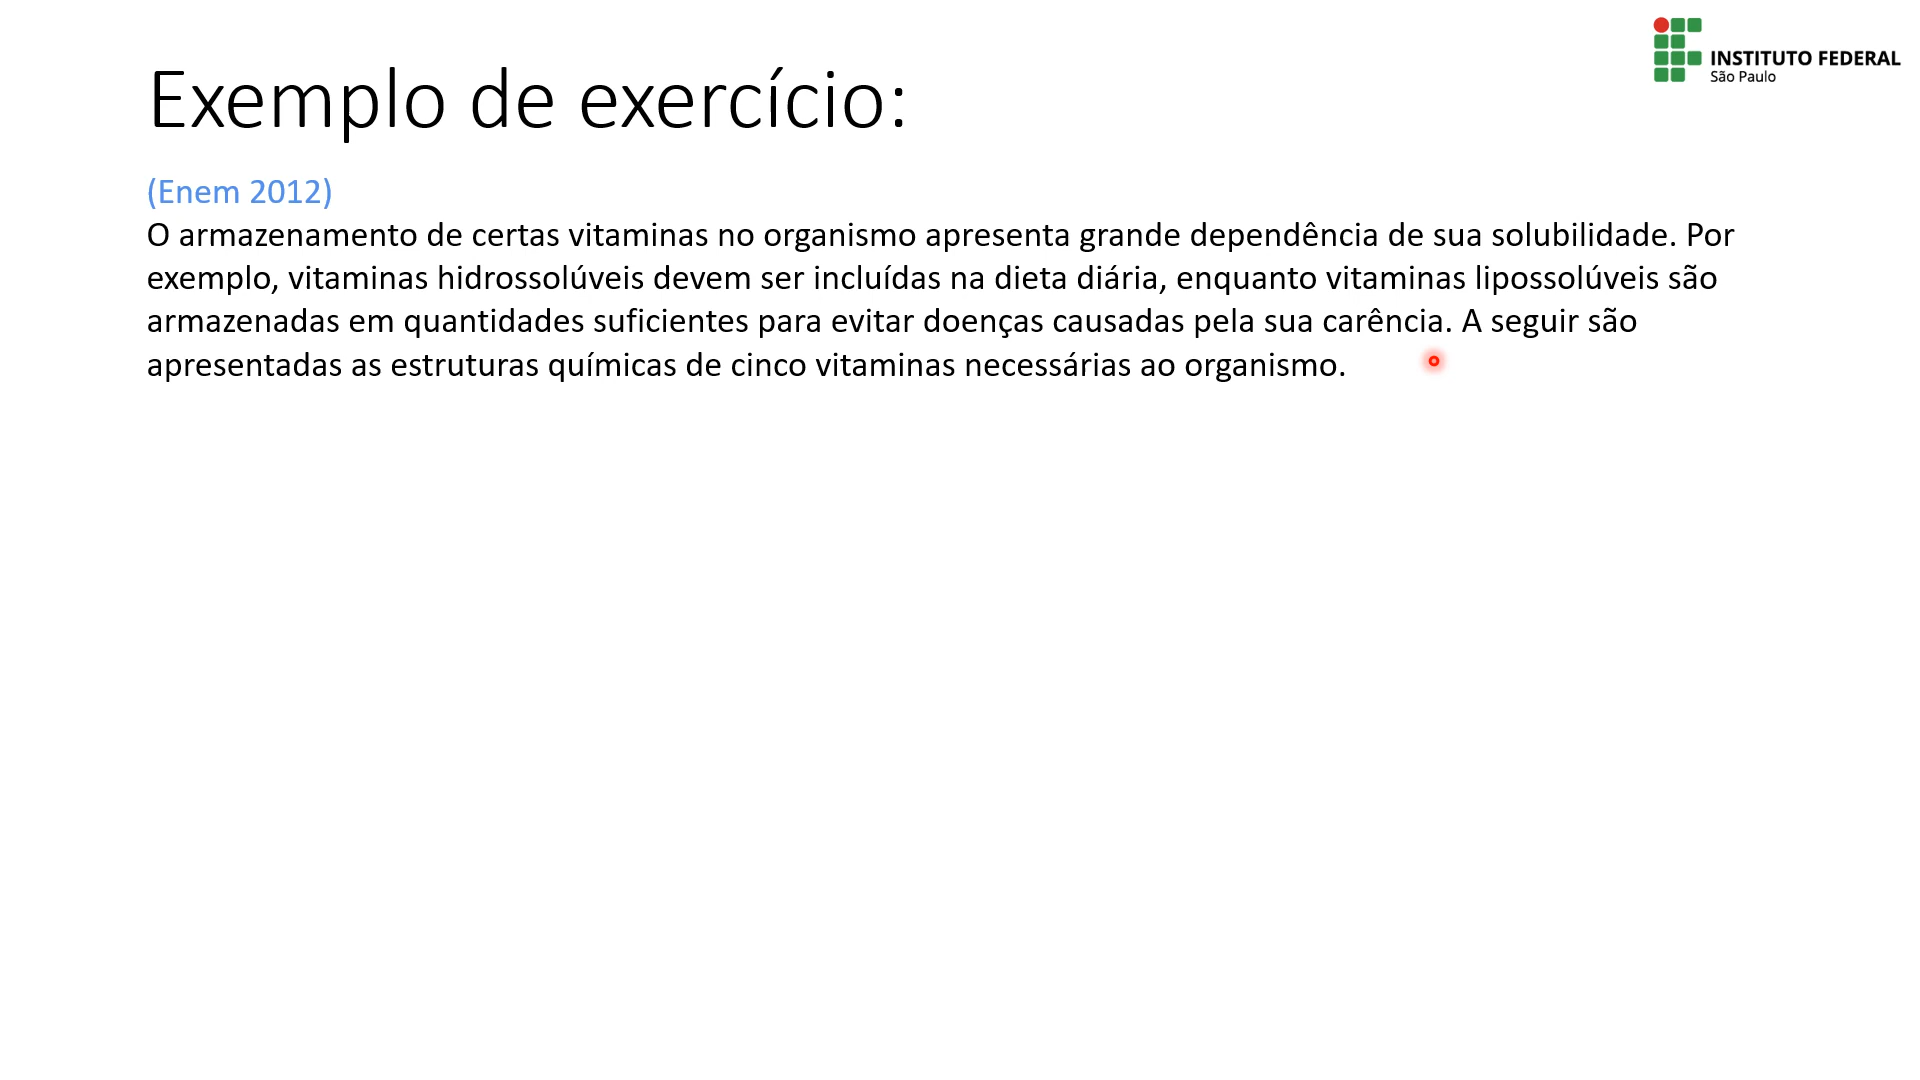 INSTITUTO FEDERAL
São Paulo
Exemplo de exercício:
(Enem 2012)
O armazenamento de certas vitaminas no organismo apresenta grande dependência de sua solubilidade. Por
exemplo, vitaminas hidrossolúveis devem ser incluídas na dieta diária, enquanto vitaminas lipossolúveis são
armazenadas em quantidades suficientes para evitar doenças causadas pela sua carência. A seguir são
apresentadas as estruturas químicas de cinco vitaminas necessárias ao organismo.